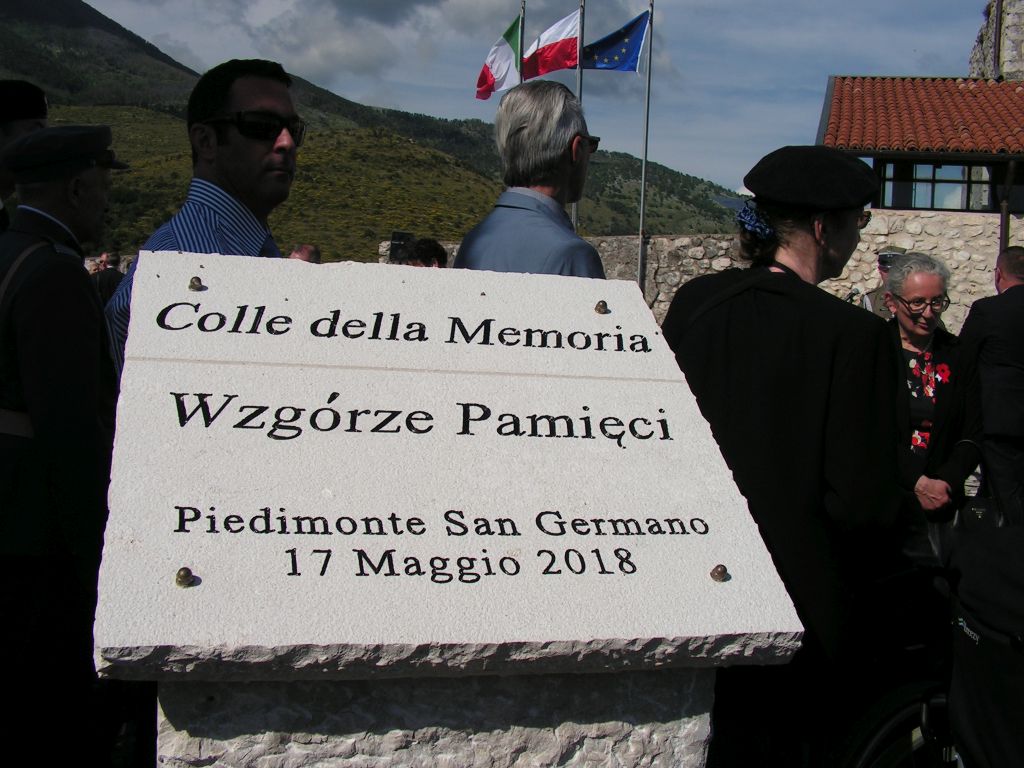 Colle della Memoria
Wzgórze Pamięci
Piedimonte San Germano
17 Maggio 2018